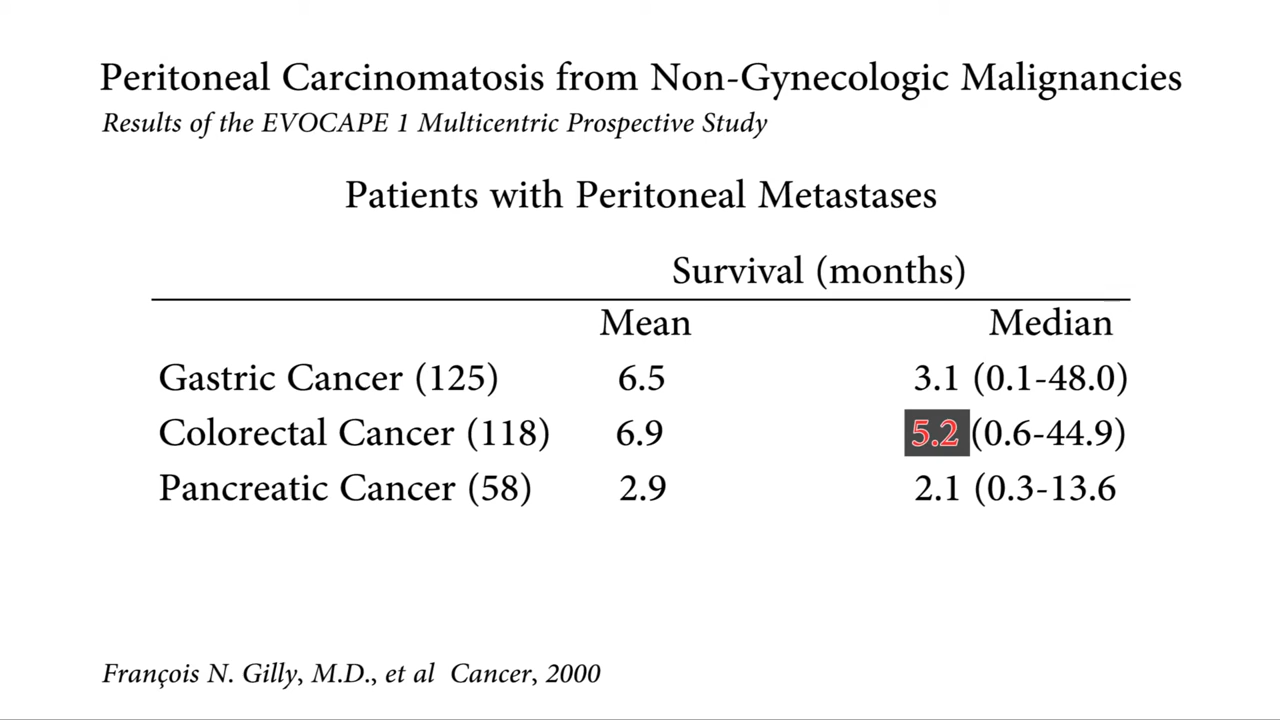 Peritoneal Carcinomatosis from Non-Gynecologic Malignancies
Results of the EVOCAPE 1 Multicentric Prospective Study
Patients with Peritoneal Metastases
Survival (months)
Mean Median
Gastric Cancer (125) 6.5 3.1 (0.1-48.0)
Colorectal Cancer (118) 6.9 5.2 (0.6-44.9)
Pancreatic Cancer (58) 2.9 2.1 (0.3-13.6
François N. Gilly, M.D., et al Cancer, 2000